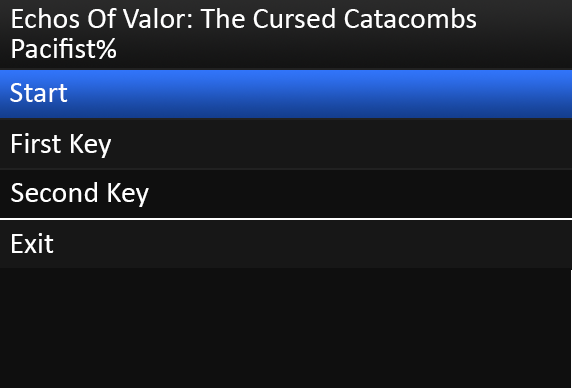 Echos Of Valor: The Cursed Catacombs
Pacifist%
Start
First Key
Second Key
Exit